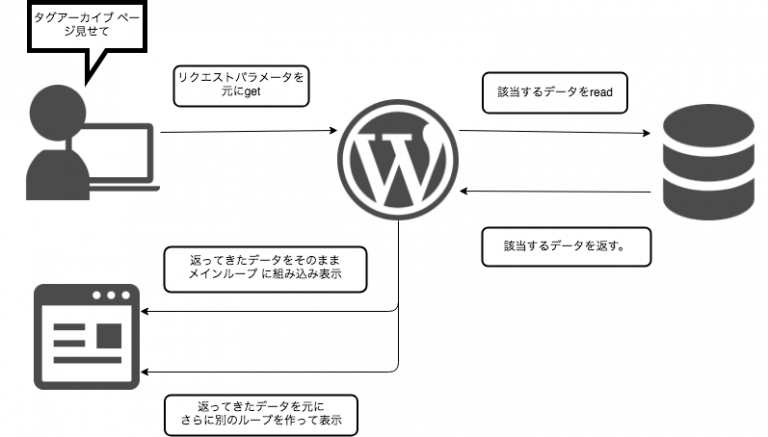 タグアーカイブ ペー
ジ見せて
リクエストパラメータを
元にget
該当するデータをread
該当するデータを返す。
返ってきたデータをそのまま
メインループ に組み込み表示
返ってきたデータを元に
さらに別のループを作って表示